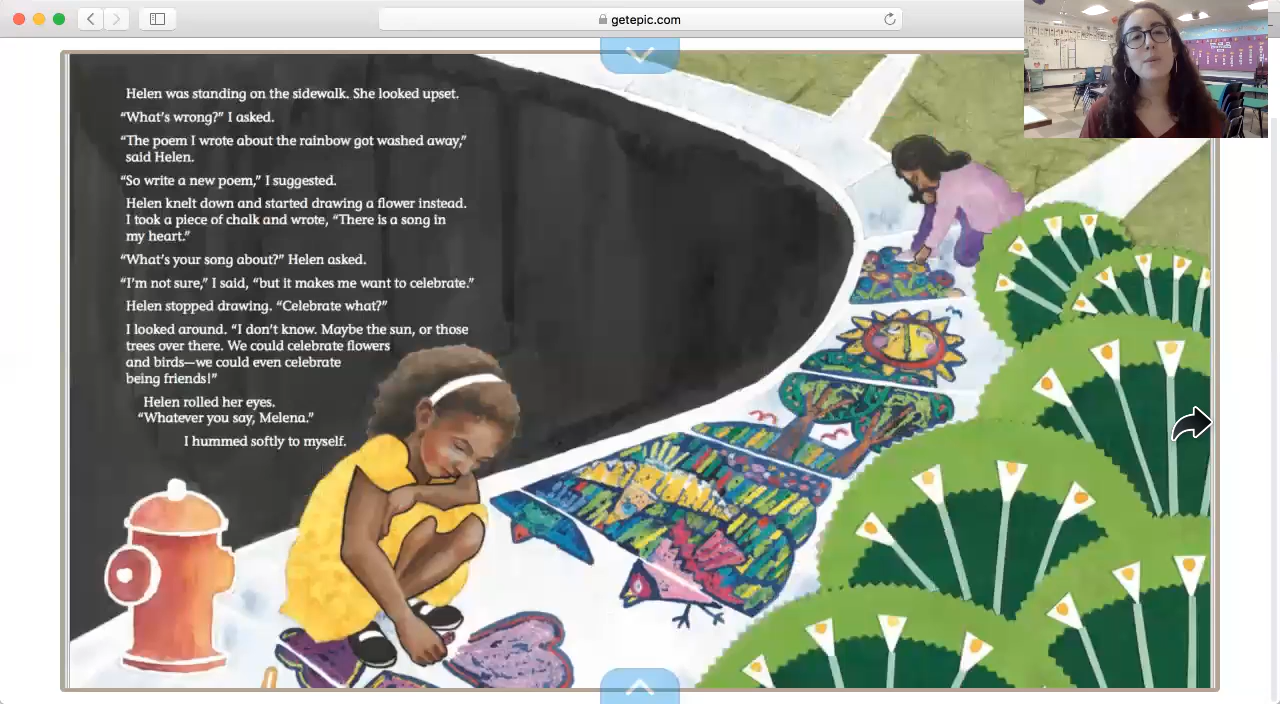 getepic.com
Helen was standing on the sidewalk. She looked upset.
“What’s wrong?” I asked.
“The poem I wrote about the rainbow got washed away,”
said Helen.
“So write a new poem,” I suggested.
Helen knelt down and started drawing a flower instead.
I took a piece of chalk and wrote, “There is a song in
my heart.”
“What’s your song about?” Helen asked.
“I’m not sure,” I said, “but it makes me want to celebrate.”
Helen stopped drawing. “Celebrate what?”
I looked around. “I don’t know. Maybe the sun, or those
trees over there. We could celebrate flowers
and birds—we could even celebrate
being friends!”
Helen rolled her eyes.
“Whatever you say, Melena.”
I hummed softly to myself.